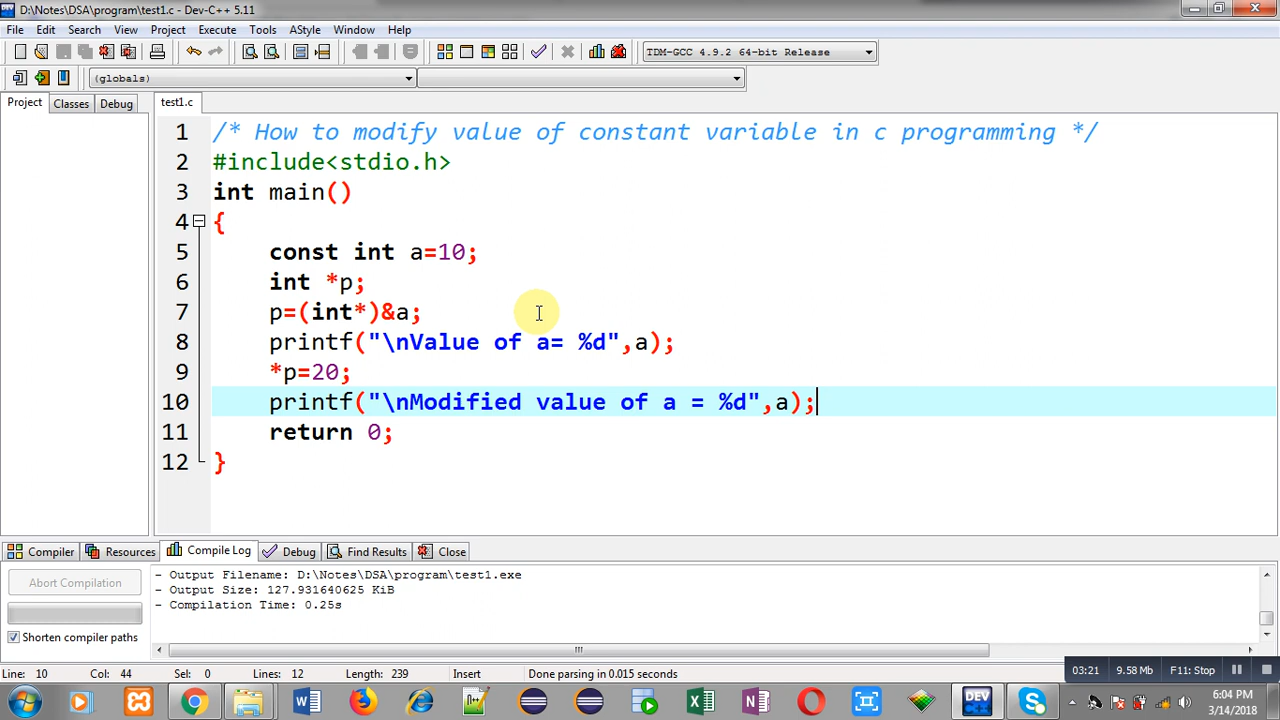 D:\Notes\DSA\program\test1.c - Dev-C++ 5.11
File Edit Search View Project Execute Tools AStyle Window Help
TDM-GCC 4.9.2 64-bit Release
(globals)
Project Classes Debug test1.c
1 /* How to modify value of constant variable in c programming */
2 #include<stdio.h>
3 int main()
4 {
5 const int a=10;
6 int *p;
7 p=(int*)&a;
8 printf("\nValue of a= %d",a);
9 *p=20;
10 printf("\nModified value of a = %d",a);
11 return 0;
12 }
Compiler Resources Compile Log Debug Find Results Close
Abort Compilation
Shorten compiler paths
- Output Filename: D:\Notes\DSA\program\test1.exe
- Output Size: 127.931640625 KiB
- Compilation Time: 0.25s
Line: 10 Col: 44 Sel: 0 Lines: 12 Length: 239 Insert Done parsing in 0.015 seconds
03:21 9.58 Mb F11: Stop
DEV
6:04 PM
3/14/2018